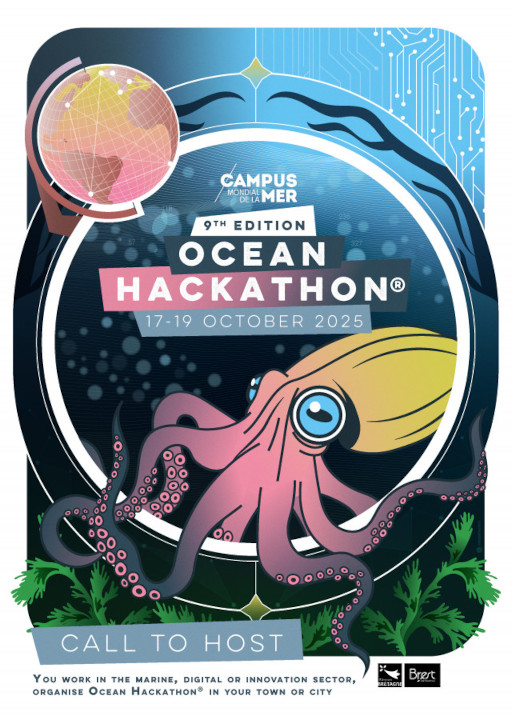 CAMPUS
MONDIAL
DE LA MER
9TH EDITION
OCEAN
HACKATHON®
17-19 OCTOBER 2025
CALL TO HOST
YOU WORK IN THE MARINE, DIGITAL OR INNOVATION SECTOR,
ORGANISE OCEAN HACKATHON® IN YOUR TOWN OR CITY
BRETAGNE
Brest